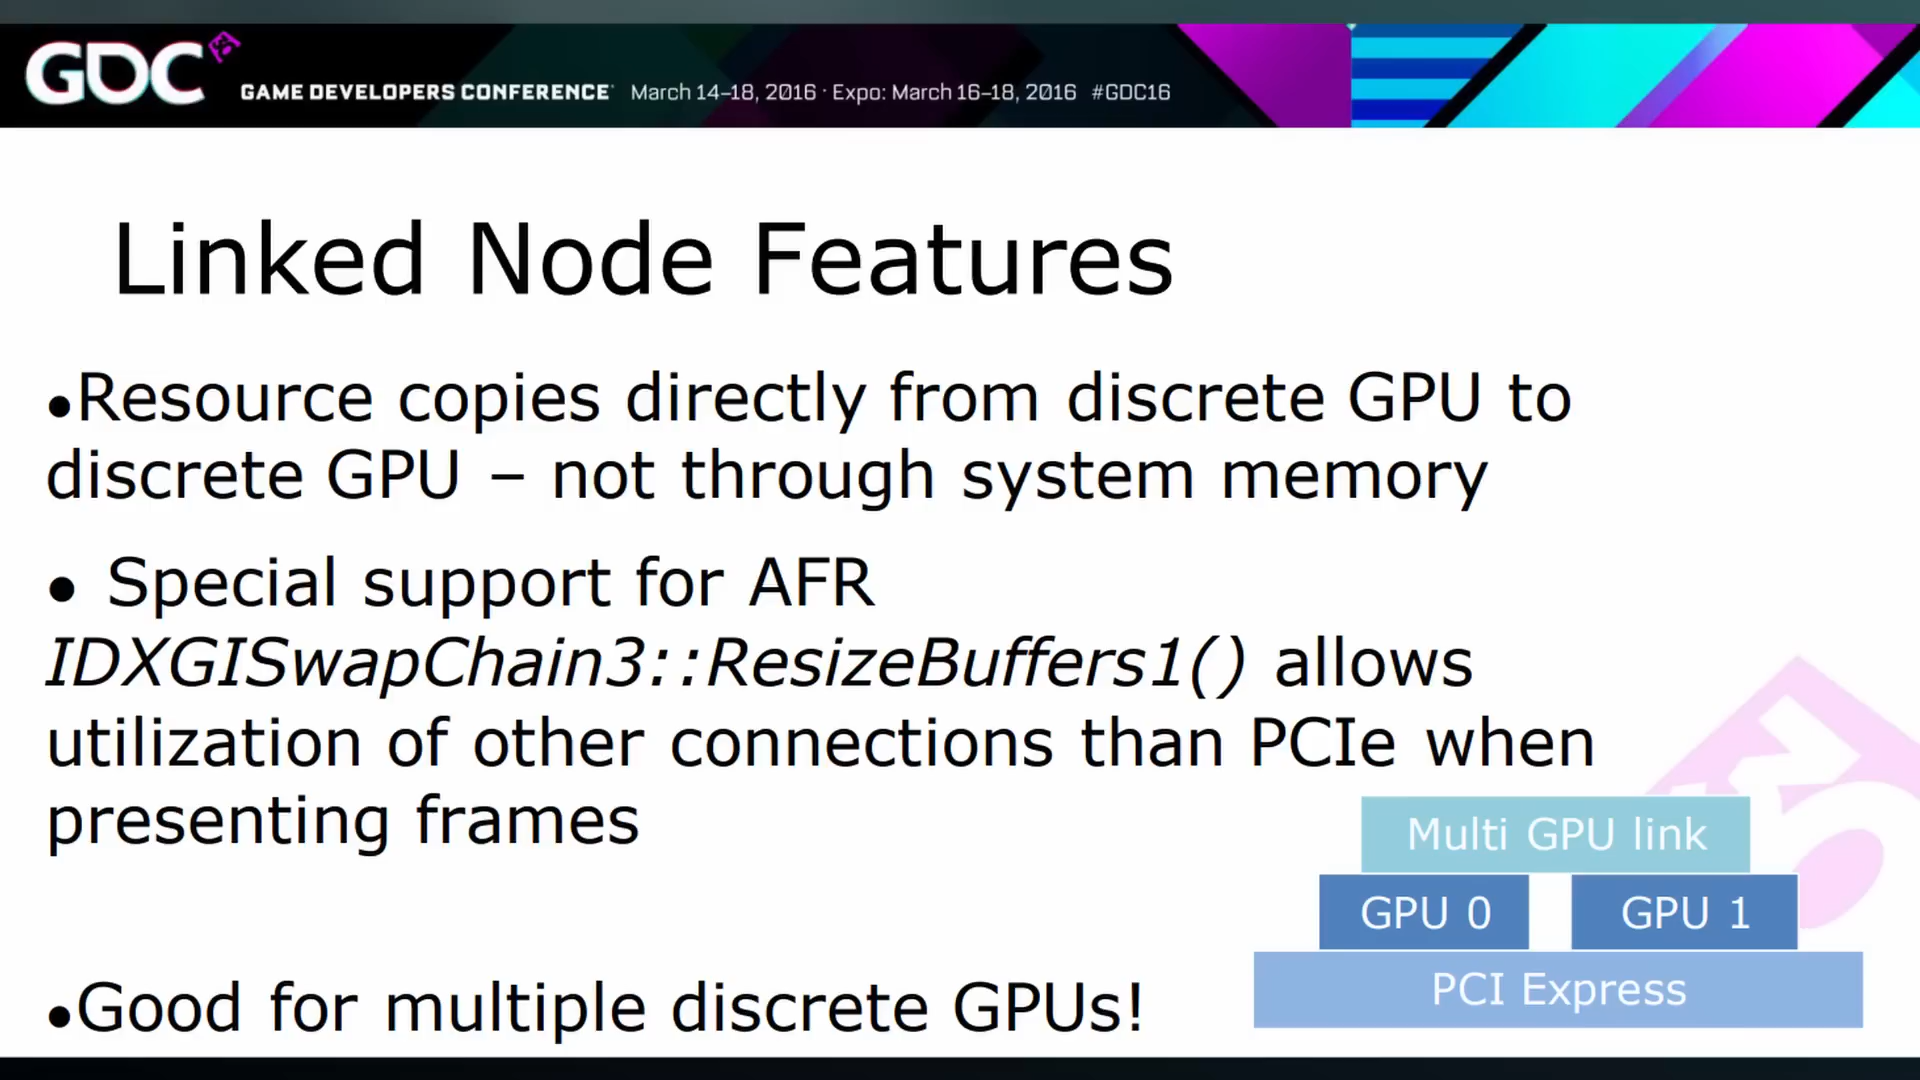 GDC 16
GAME DEVELOPERS CONFERENCE March 14–18, 2016 · Expo: March 16–18, 2016 #GDC16
Linked Node Features
•Resource copies directly from discrete GPU to
discrete GPU – not through system memory
• Special support for AFR
IDXGISwapChain3::ResizeBuffers1() allows
utilization of other connections than PCIe when
presenting frames
Multi GPU link
GPU 0 GPU 1
PCI Express
•Good for multiple discrete GPUs!